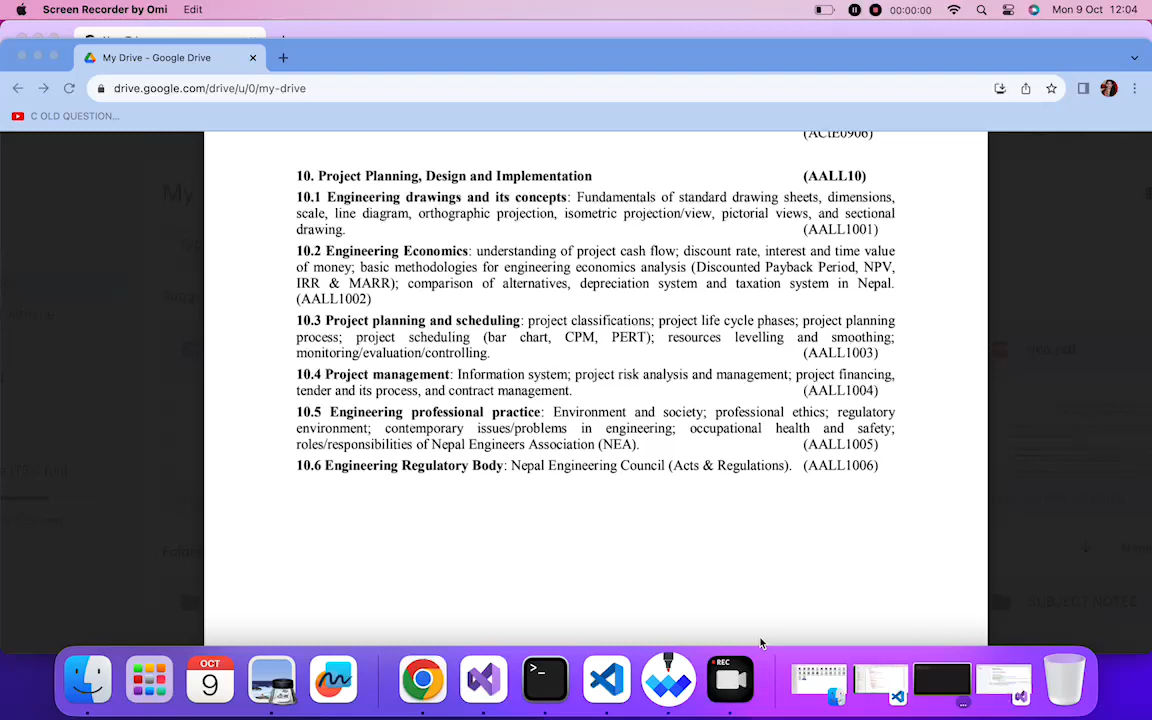 Screen Recorder by Omi Edit 00:00:00 Mon 9 Oct 12:04
My Drive - Google Drive
drive.google.com/drive/u/0/my-drive
C OLD QUESTION...
(ACtE0906)
10. Project Planning, Design and Implementation (AALL10)
10.1 Engineering drawings and its concepts: Fundamentals of standard drawing sheets, dimensions,
scale, line diagram, orthographic projection, isometric projection/view, pictorial views, and sectional
drawing. (AALL1001)
10.2 Engineering Economics: understanding of project cash flow; discount rate, interest and time value
of money; basic methodologies for engineering economics analysis (Discounted Payback Period, NPV,
IRR & MARR); comparison of alternatives, depreciation system and taxation system in Nepal.
(AALL1002)
10.3 Project planning and scheduling: project classifications; project life cycle phases; project planning
process; project scheduling (bar chart, CPM, PERT); resources levelling and smoothing;
monitoring/evaluation/controlling. (AALL1003)
10.4 Project management: Information system; project risk analysis and management; project financing,
tender and its process, and contract management. (AALL1004)
10.5 Engineering professional practice: Environment and society; professional ethics; regulatory
environment; contemporary issues/problems in engineering; occupational health and safety;
roles/responsibilities of Nepal Engineers Association (NEA). (AALL1005)
10.6 Engineering Regulatory Body: Nepal Engineering Council (Acts & Regulations). (AALL1006)
My
SUBJECT NOTES
OCT
9
REC